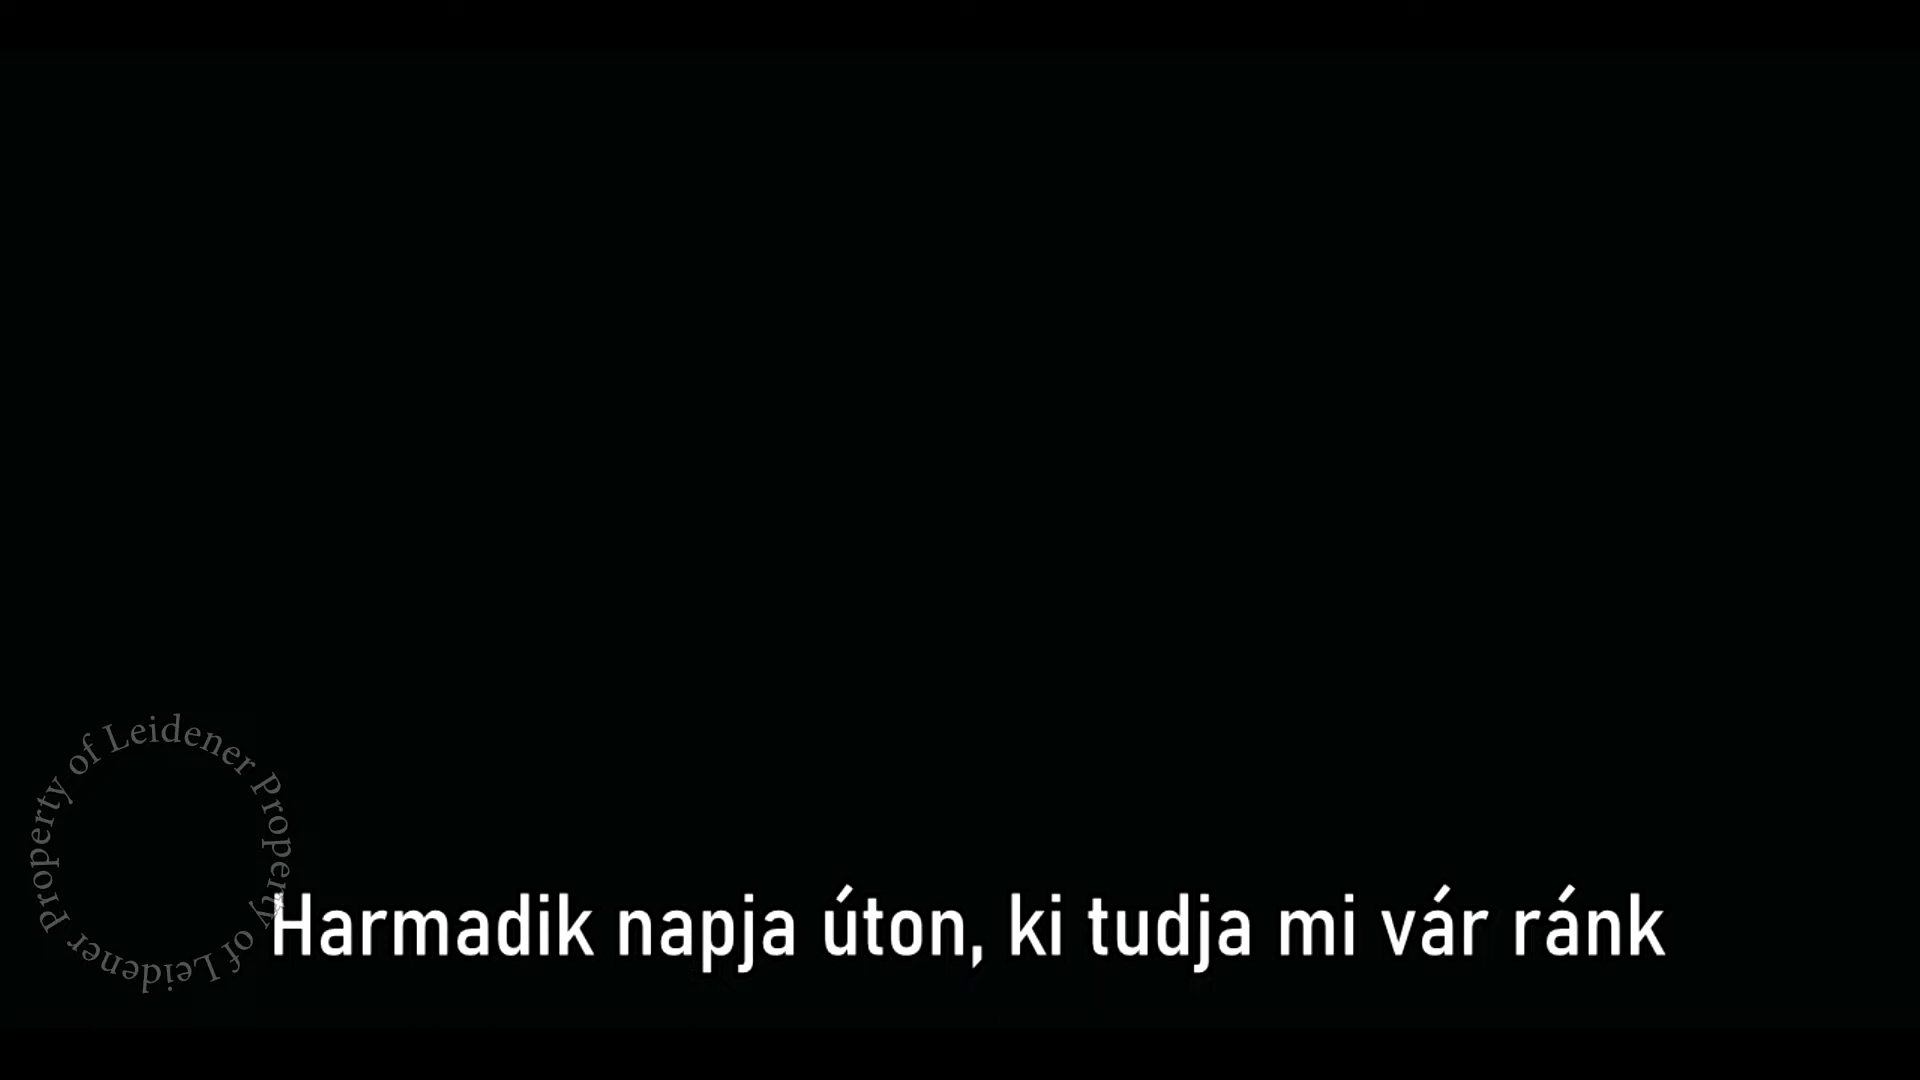 Property of Leidener Property of Leidener
Harmadik napja úton, ki tudja mi vár ránk